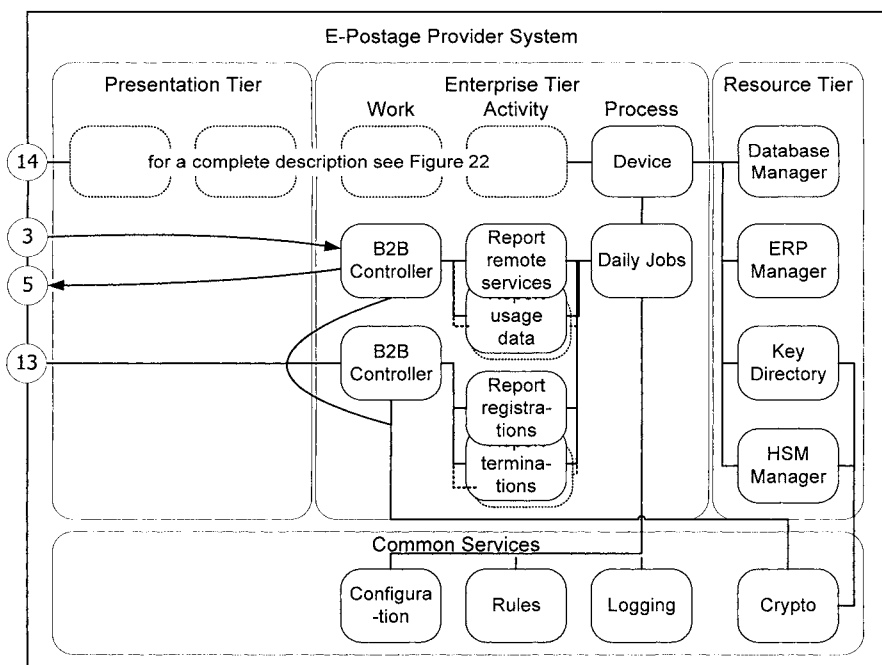 E-Postage Provider System
Presentation Tier
Enterprise Tier
Resource Tier
Work
Activity
Process
14
for a complete description see Figure 22
Device
Database
Manager
3
5
B2B
Controller
Report
remote
services
Report
usage
data
Daily Jobs
ERP
Manager
13
B2B
Controller
Report
registra-
tions
termina-
tions
Key
Directory
HSM
Manager
Common Services
Configura
-tion
Rules
Logging
Crypto